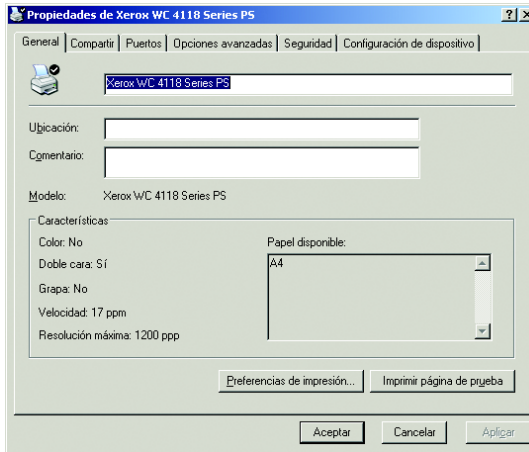 Propiedades de Xerox WC 4118 Series PS
General Compartir Puertos Opciones avanzadas Seguridad Configuración de dispositivo
Xerox WC 4118 Series PS
Ubicación:
Comentario:
Modelo: Xerox WC 4118 Series PS
Características
Color: No Papel disponible:
Doble cara: Sí A4
Grapa: No
Velocidad: 17 ppm
Resolución máxima: 1200 ppp
Preferencias de impresión... Imprimir página de prueba
Aceptar Cancelar Aplicar